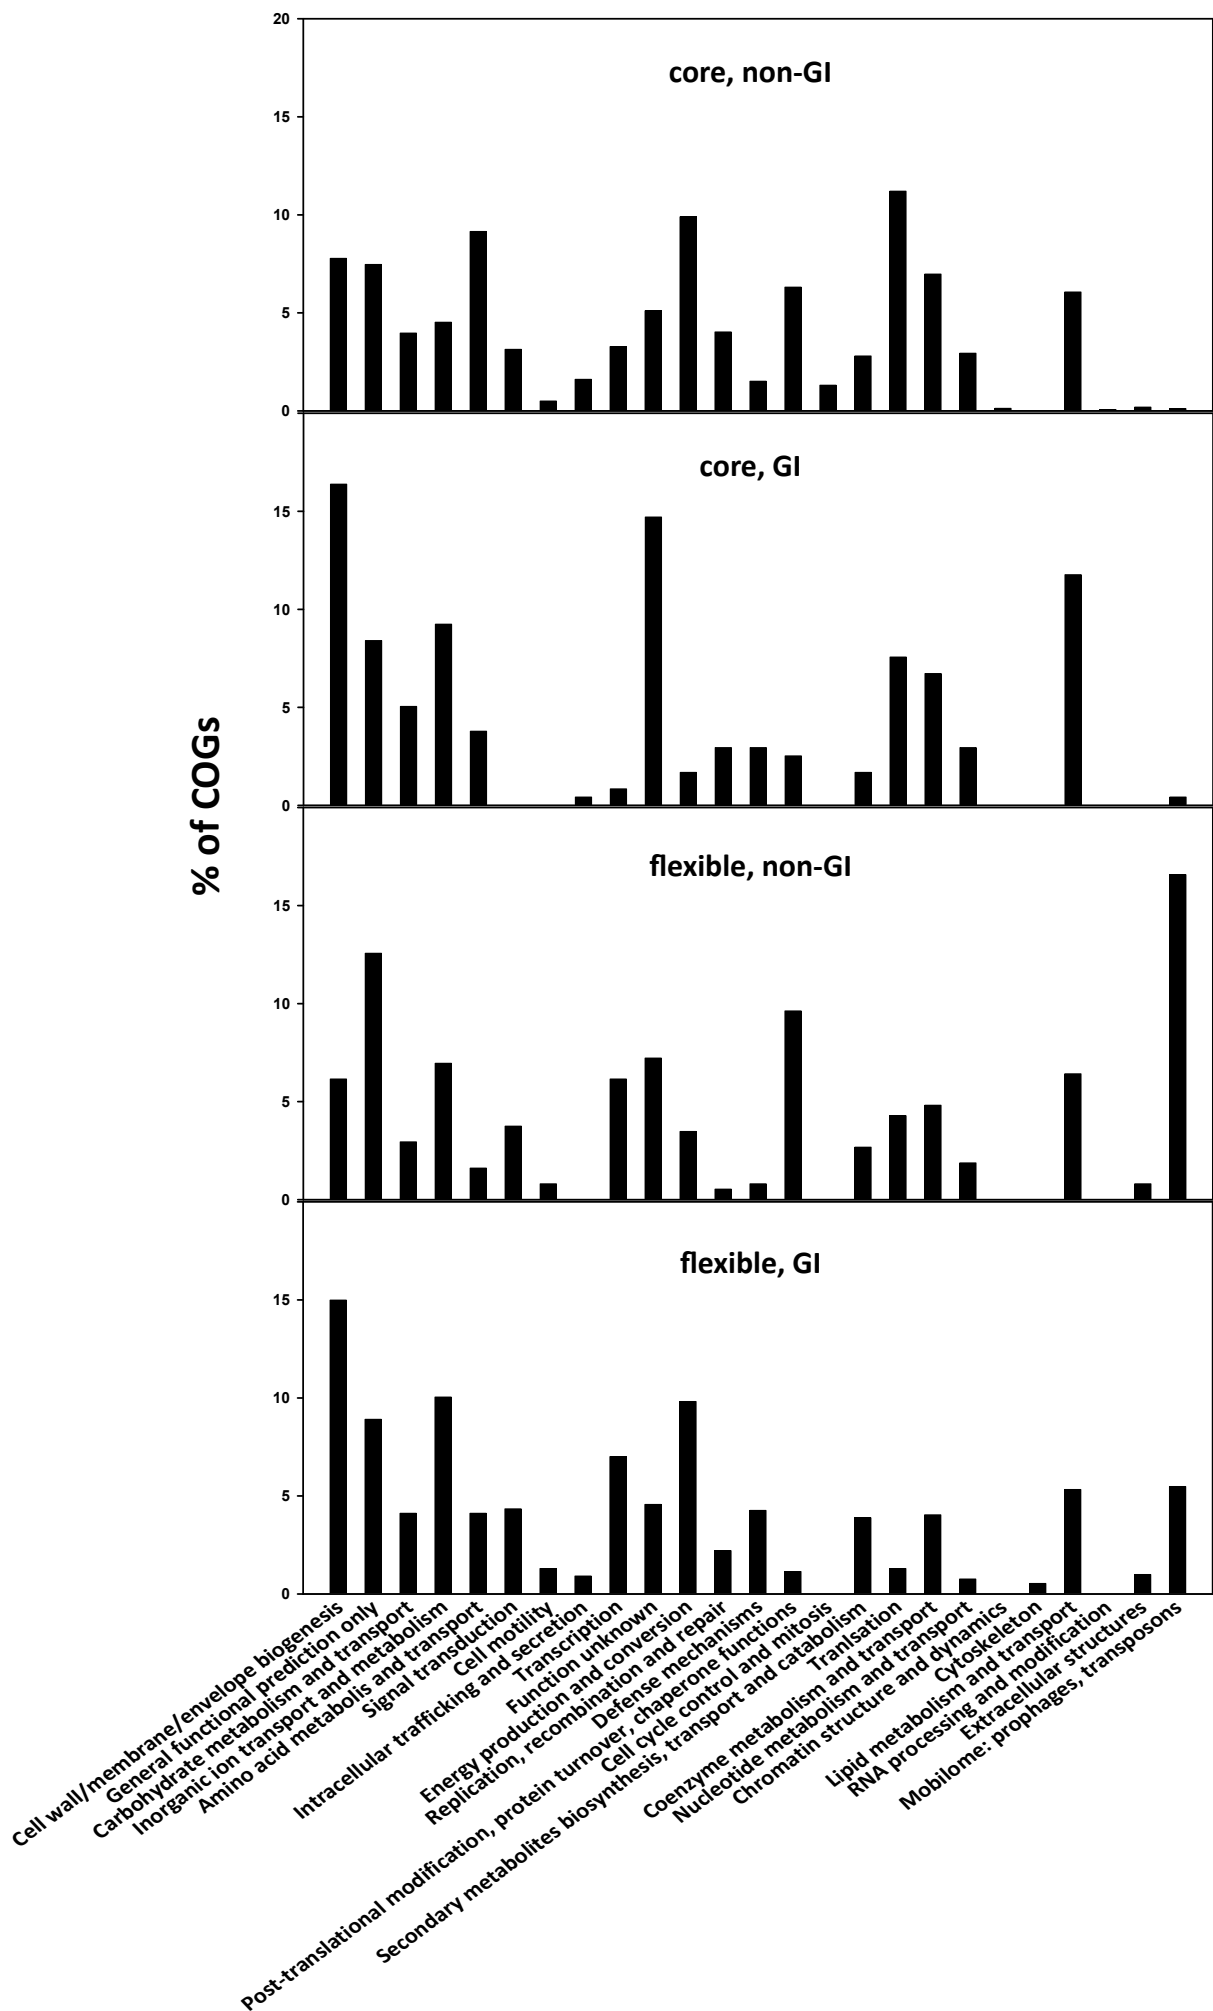 20
core, non-GI
15
10
5
0
core, GI
15
10
5
0
% of COGs
flexible, non-GI
15
10
5
0
flexible, GI
15
10
5
0
Cell wall/membrane/envelope biogenesis
General functional prediction only
Carbohydrate metabolism and transport
Inorganic ion transport and metabolism
Amino acid metabolis and transport
Signal transduction
Cell motility
Intracellular trafficking and secretion
Transcription
Function unknown
Energy production and conversion
Replication, recombination and repair
Defense mechanisms
Post-translational modification, protein turnover, chaperone functions
Cell cycle control and mitosis
Secondary metabolites biosynthesis, transport and catabolism
Tranlsation
Coenzyme metabolism and transport
Nucleotide metabolism and transport
Chromatin structure and dynamics
Cytoskeleton
Lipid metabolism and transport
RNA processing and modification
Extracellular structures
Mobilome: prophages, transposons